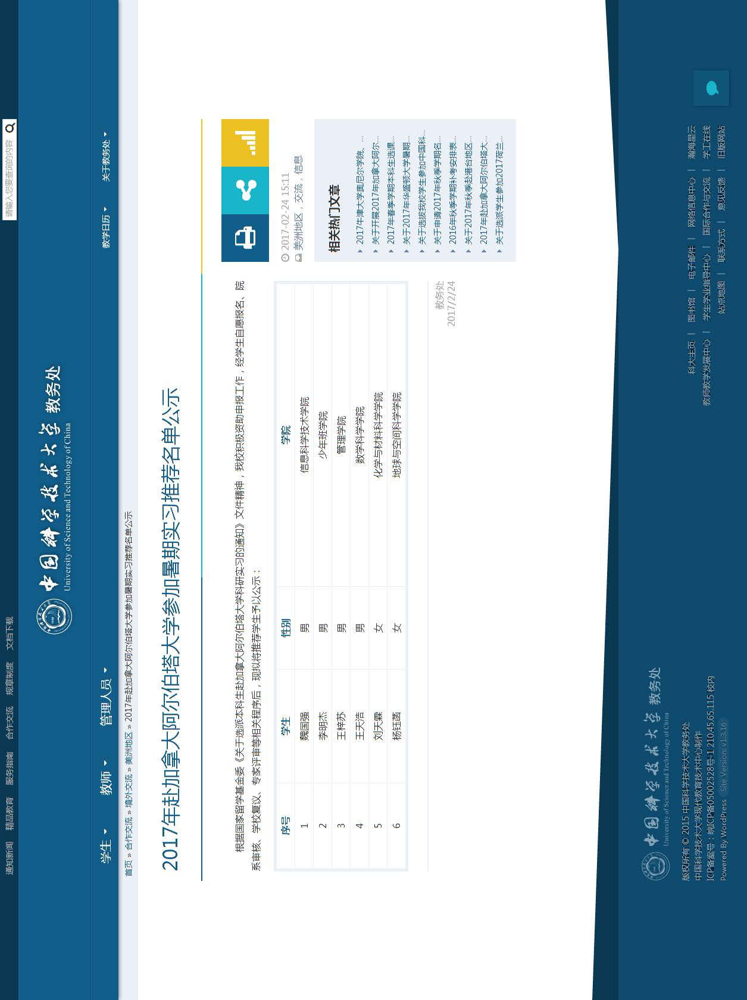 通知新闻 精品教育 服务指南 合作交流 规章制度 文档下载 请输入您要查询的内容
中国科学技术大学 教务处
University of Science and Technology of China
学生 教师 管理人员 教学日历 关于教务处
首页 » 合作交流 » 境外交流 » 美洲地区 » 2017年赴加拿大阿尔伯塔大学参加暑期实习推荐名单公示
2017年赴加拿大阿尔伯塔大学参加暑期实习推荐名单公示
根据国家留学基金委《关于选派本科生赴加拿大阿尔伯塔大学科研实习的通知》文件精神，我校积极资助申报工作，经学生自愿报名、院
系审核、学校复议、专家评审等相关程序后，现拟将推荐学生予以公示：
序号 学生 性别 学院
1 魏国强 男 信息科学技术学院
2 李明杰 男 少年班学院
3 王梓苏 男 管理学院
4 王天浩 男 数学科学学院
5 刘天霖 女 化学与材料科学学院
6 杨钰菡 女 地球与空间科学学院
教务处
2017/2/24
2017-02-24 15:11
美洲地区，交流，信息
相关热门文章
2017牛津大学奥尼尔学院、...
关于开展2017年加拿大阿尔...
2017年春季学期本科生选课...
关于2017年华盛顿大学暑期...
关于选拔我校学生参加中国科...
关于申请2017年秋季学期名...
2016年秋季学期补考安排表...
关于2017年秋季赴港台地区...
2017年赴加拿大阿尔伯塔大...
关于选派学生参加2017荷兰...
中国科学技术大学 教务处
University of Science and Technology of China
版权所有 © 2015 中国科学技术大学教务处
中国科学技术大学现代教育技术中心制作
ICP备案号：皖ICP备05002528号-1 210.45.65.115 校内
Powered By WordPress Site Version: v1.3.16
科大主页 | 图书馆 | 电子邮件 | 网络信息中心 | 瀚海星云
教师教学发展中心 | 学生学业指导中心 | 国际合作与交流 | 学工在线
站点地图 | 联系方式 | 意见反馈 | 旧版网站